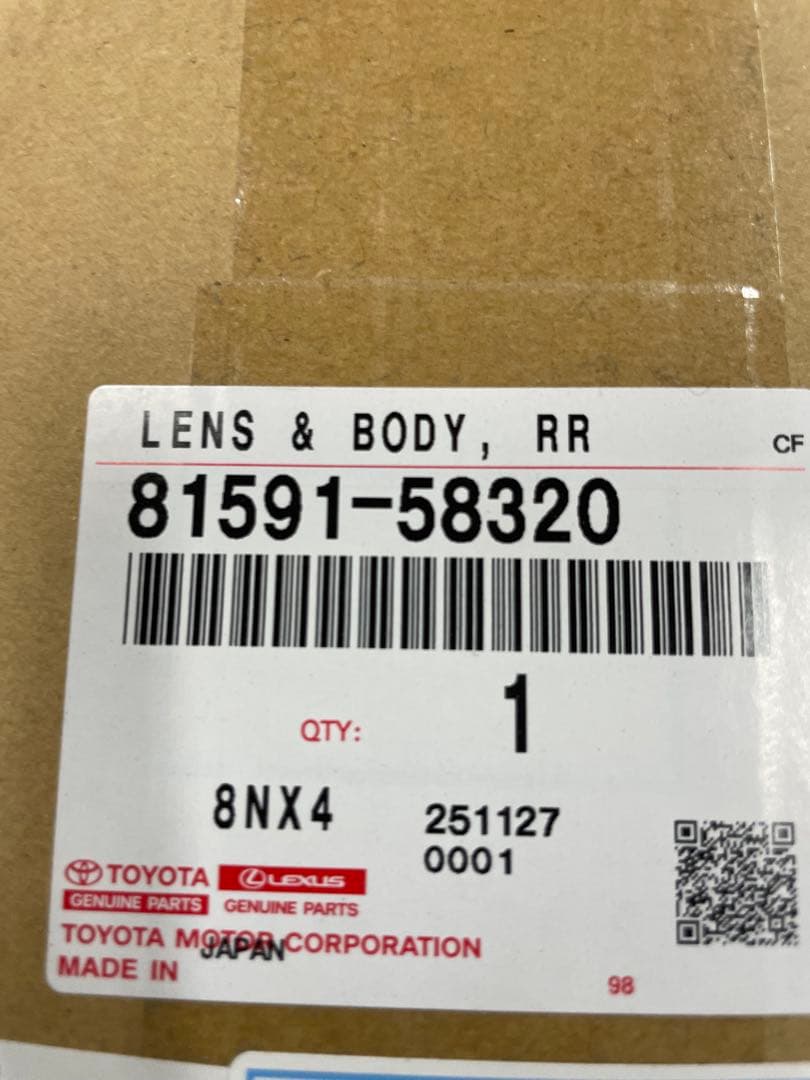 LENS & BODY, RR
CF
81591-58320
QTY: 1
8NX4 251127
0001
TOYOTA LEXUS
GENUINE PARTS GENUINE PARTS
TOYOTA MOTOR CORPORATION
MADE IN JAPAN
98